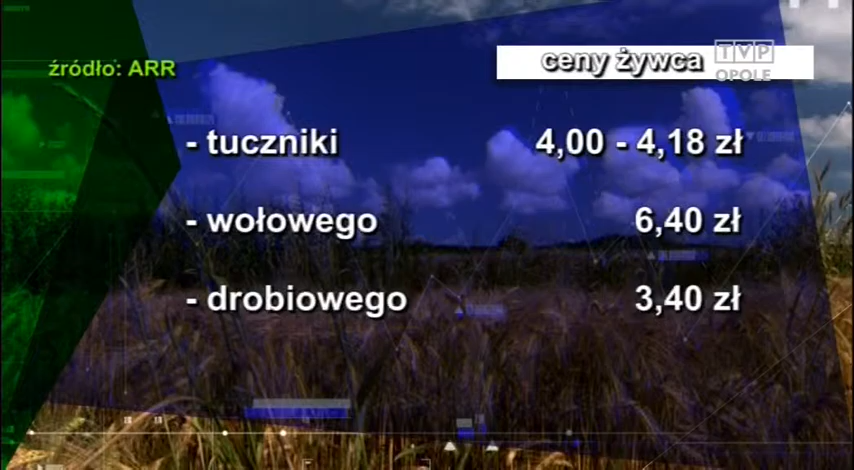 źródło: ARR
ceny żywca
TVP
OPOLE
- tuczniki 4,00 - 4,18 zł
- wołowego 6,40 zł
- drobiowego 3,40 zł